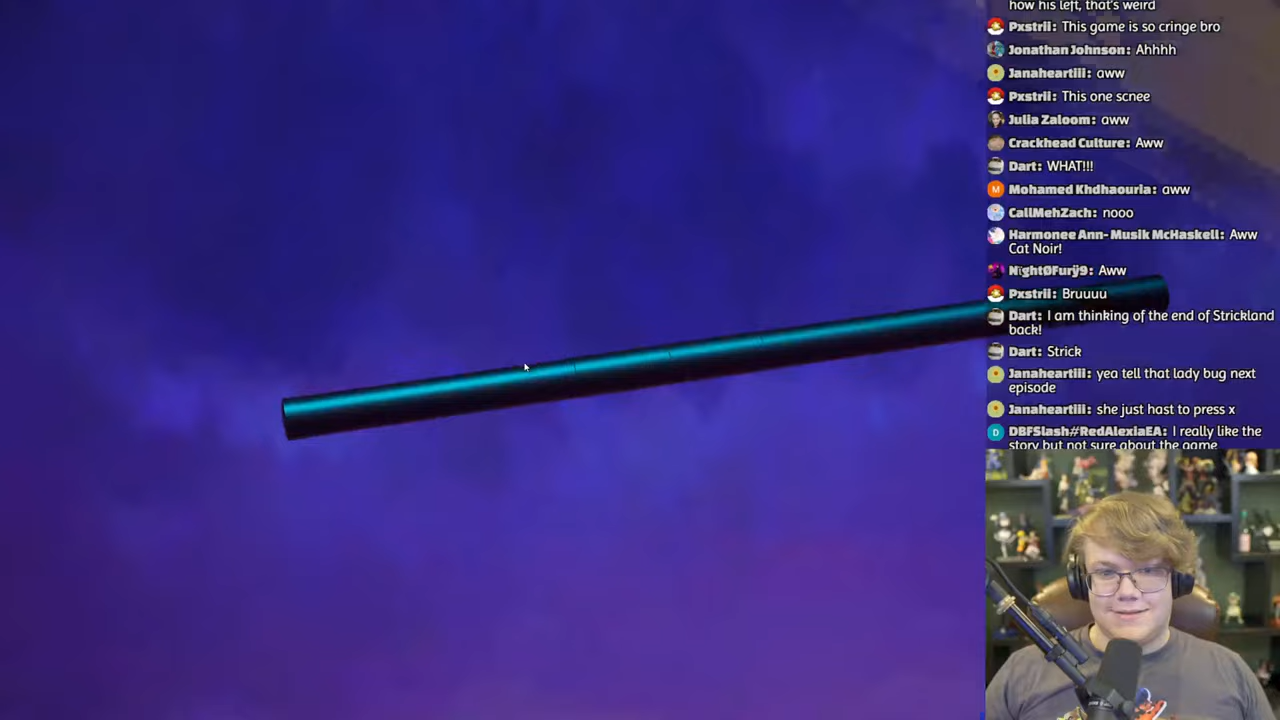 how his left, that's weird
Pxstrii: This game is so cringe bro
Jonathan Johnson: Ahhhh
Janaheartiii: aww
Pxstrii: This one scnee
Julia Zaloom: aww
Crackhead Culture: Aww
Dart: WHAT!!!
Mohamed Khdhaouria: aww
CallMehZach: nooo
Harmonee Ann- Musik McHaskell: Aww
Cat Noir!
NightØFurÿ9: Aww
Pxstrii: Bruuuu
Dart: I am thinking of the end of Strickland
back!
Dart: Strick
Janaheartiii: yea tell that lady bug next
episode
Janaheartiii: she just hast to press x
DBFSlash#RedAlexiaEA: I really like the
story but not sure about the game